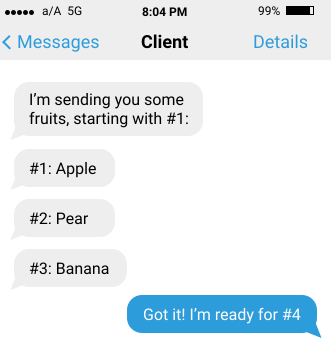 a/A 5G 8:04 PM 99%
Messages Client Details
I'm sending you some
fruits, starting with #1:
#1: Apple
#2: Pear
#3: Banana
Got it! I'm ready for #4